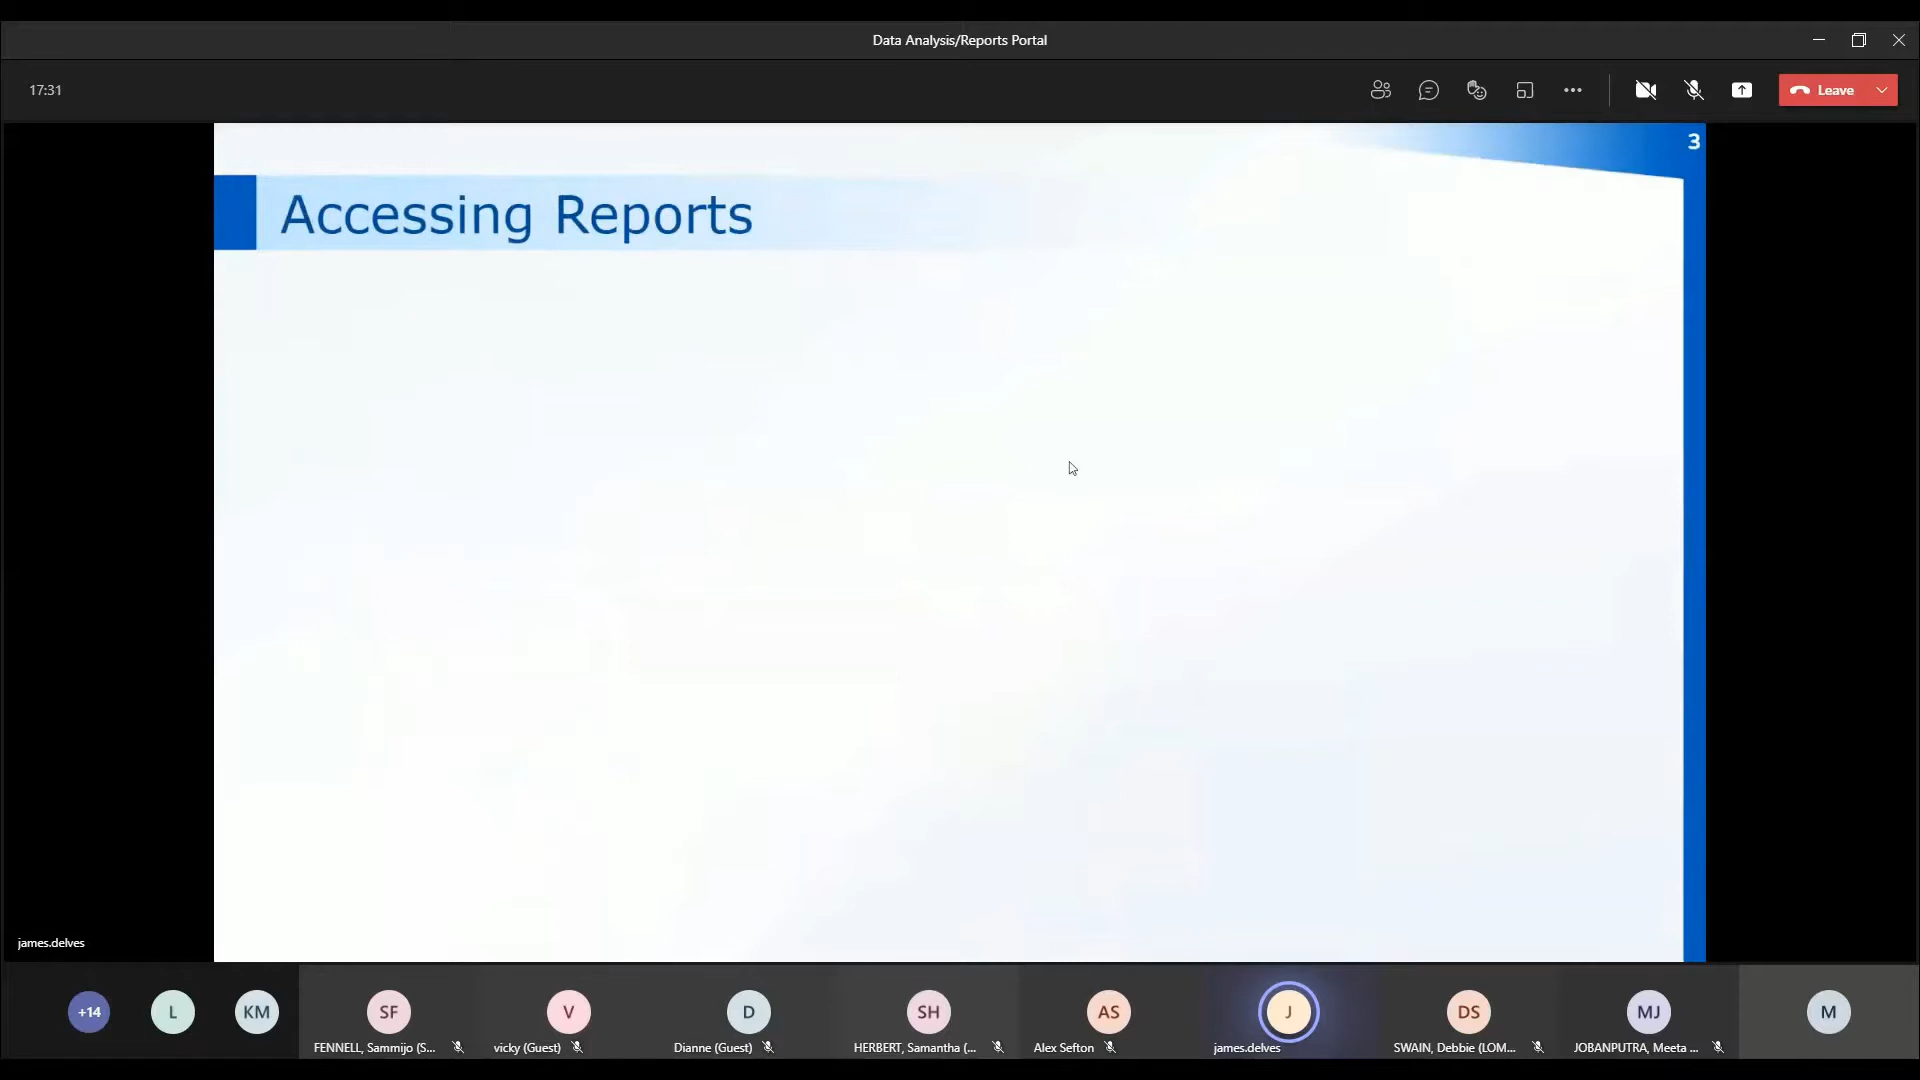 Data Analysis/Reports Portal
17:31
Leave
3
Accessing Reports
james.delves
+14
L
KM
SF
V
D
SH
AS
J
DS
MJ
M
FENNELL, Sammijo (S...
vicky (Guest)
Dianne (Guest)
HERBERT, Samantha (...
Alex Sefton
james.delves
SWAIN, Debbie (LOM...
JOBANPUTRA, Meeta ...